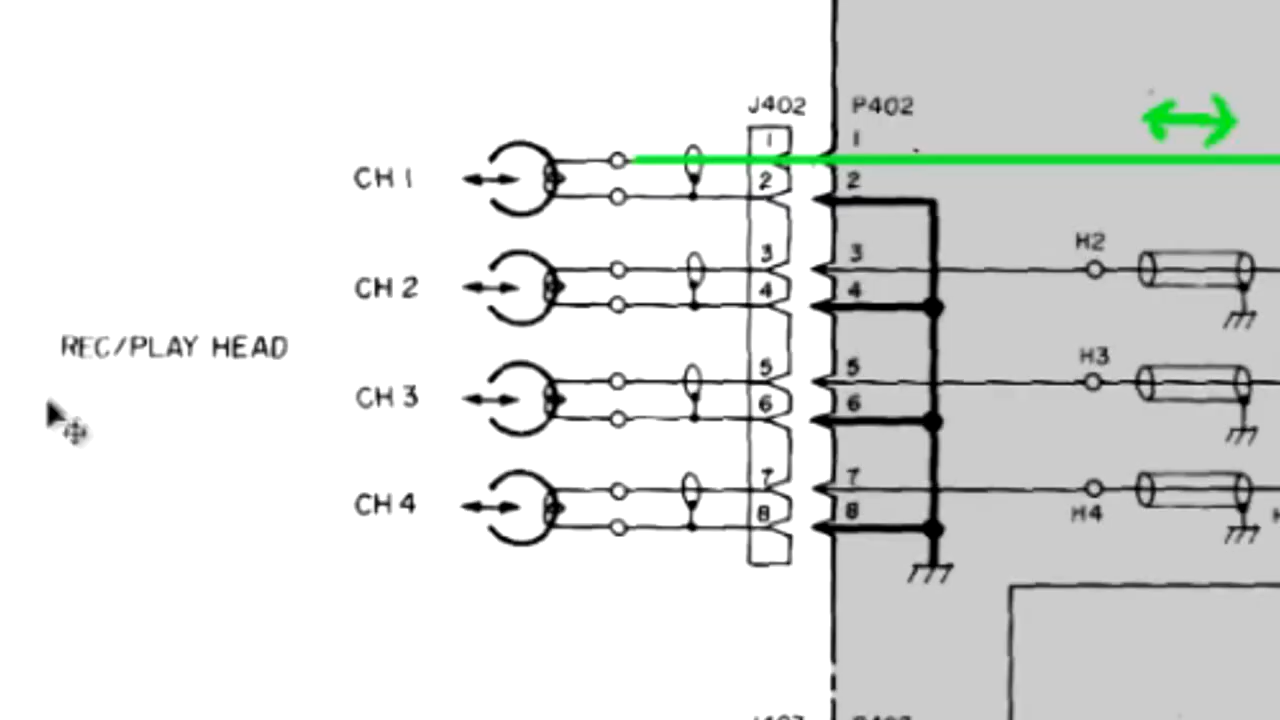 J402 P402
1 1
CH 1 2 2
3 3 H2
CH 2 4 4
REC/PLAY HEAD
5 5 H3
CH 3 6 6
7 7
CH 4 8 8 H4